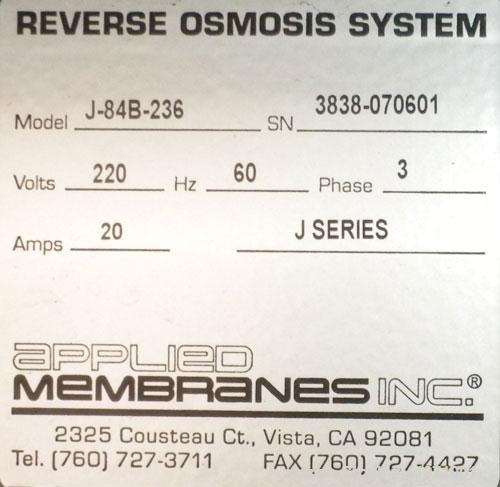 REVERSE OSMOSIS SYSTEM
Model J-84B-236 SN 3838-070601
Volts 220 Hz 60 Phase 3
Amps 20 J SERIES
APPLIED
MEMBRANES INC.®
2325 Cousteau Ct., Vista, CA 92081
Tel. (760) 727-3711 FAX (760) 727-4427